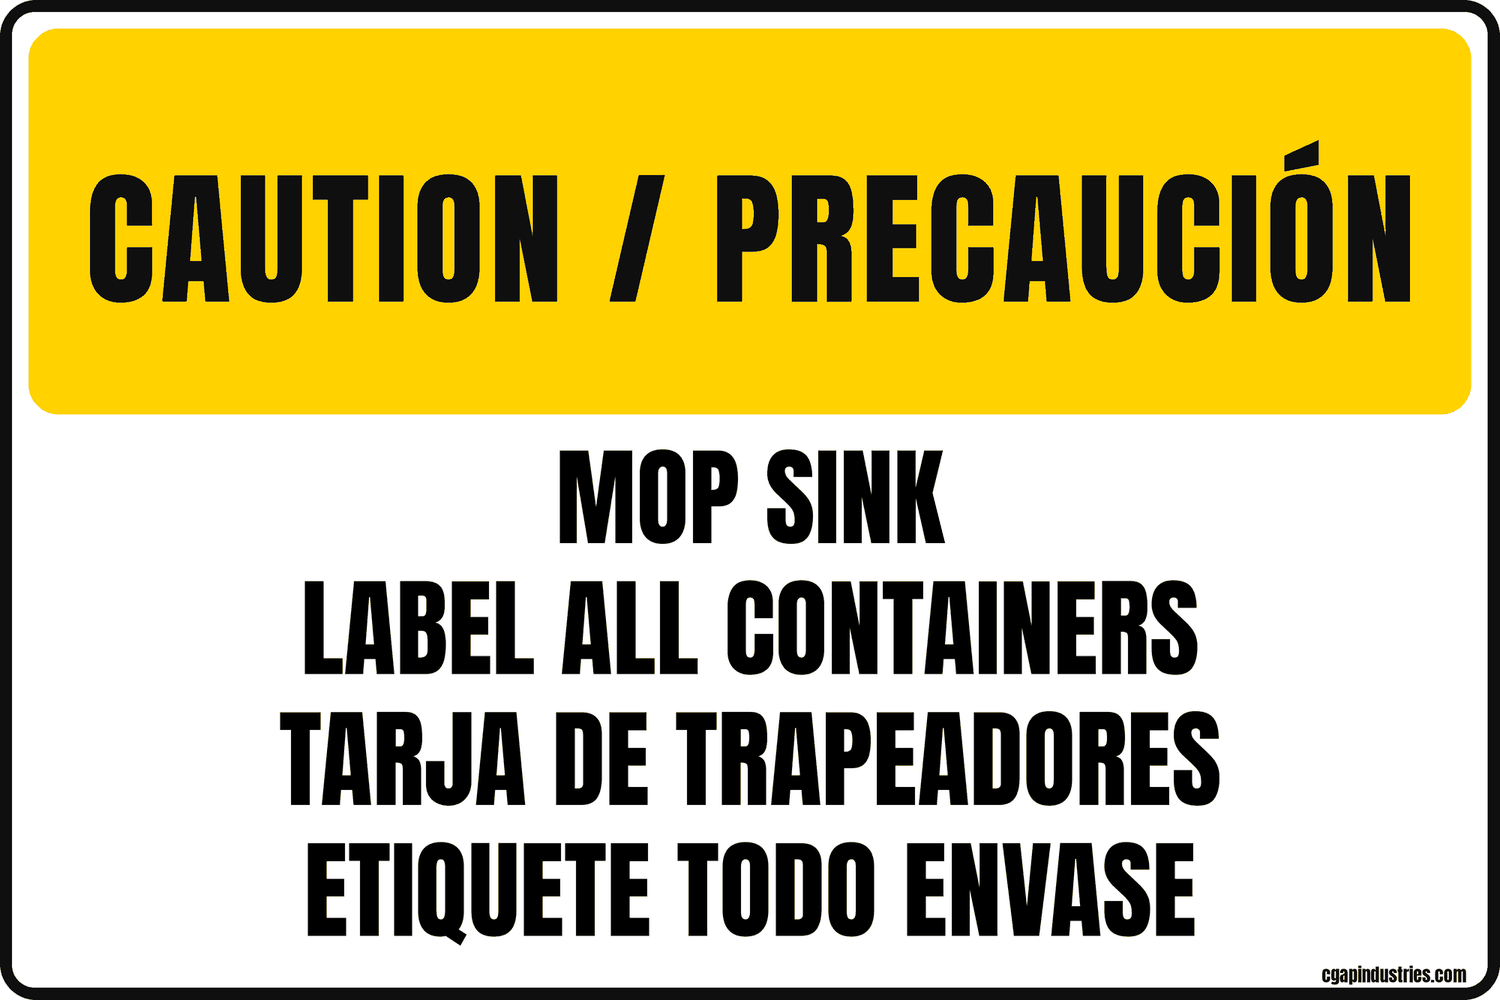 CAUTION / PRECAUCIÓN
MOP SINK
LABEL ALL CONTAINERS
TARJA DE TRAPEADORES
ETIQUETE TODO ENVASE
cgapindustries.com